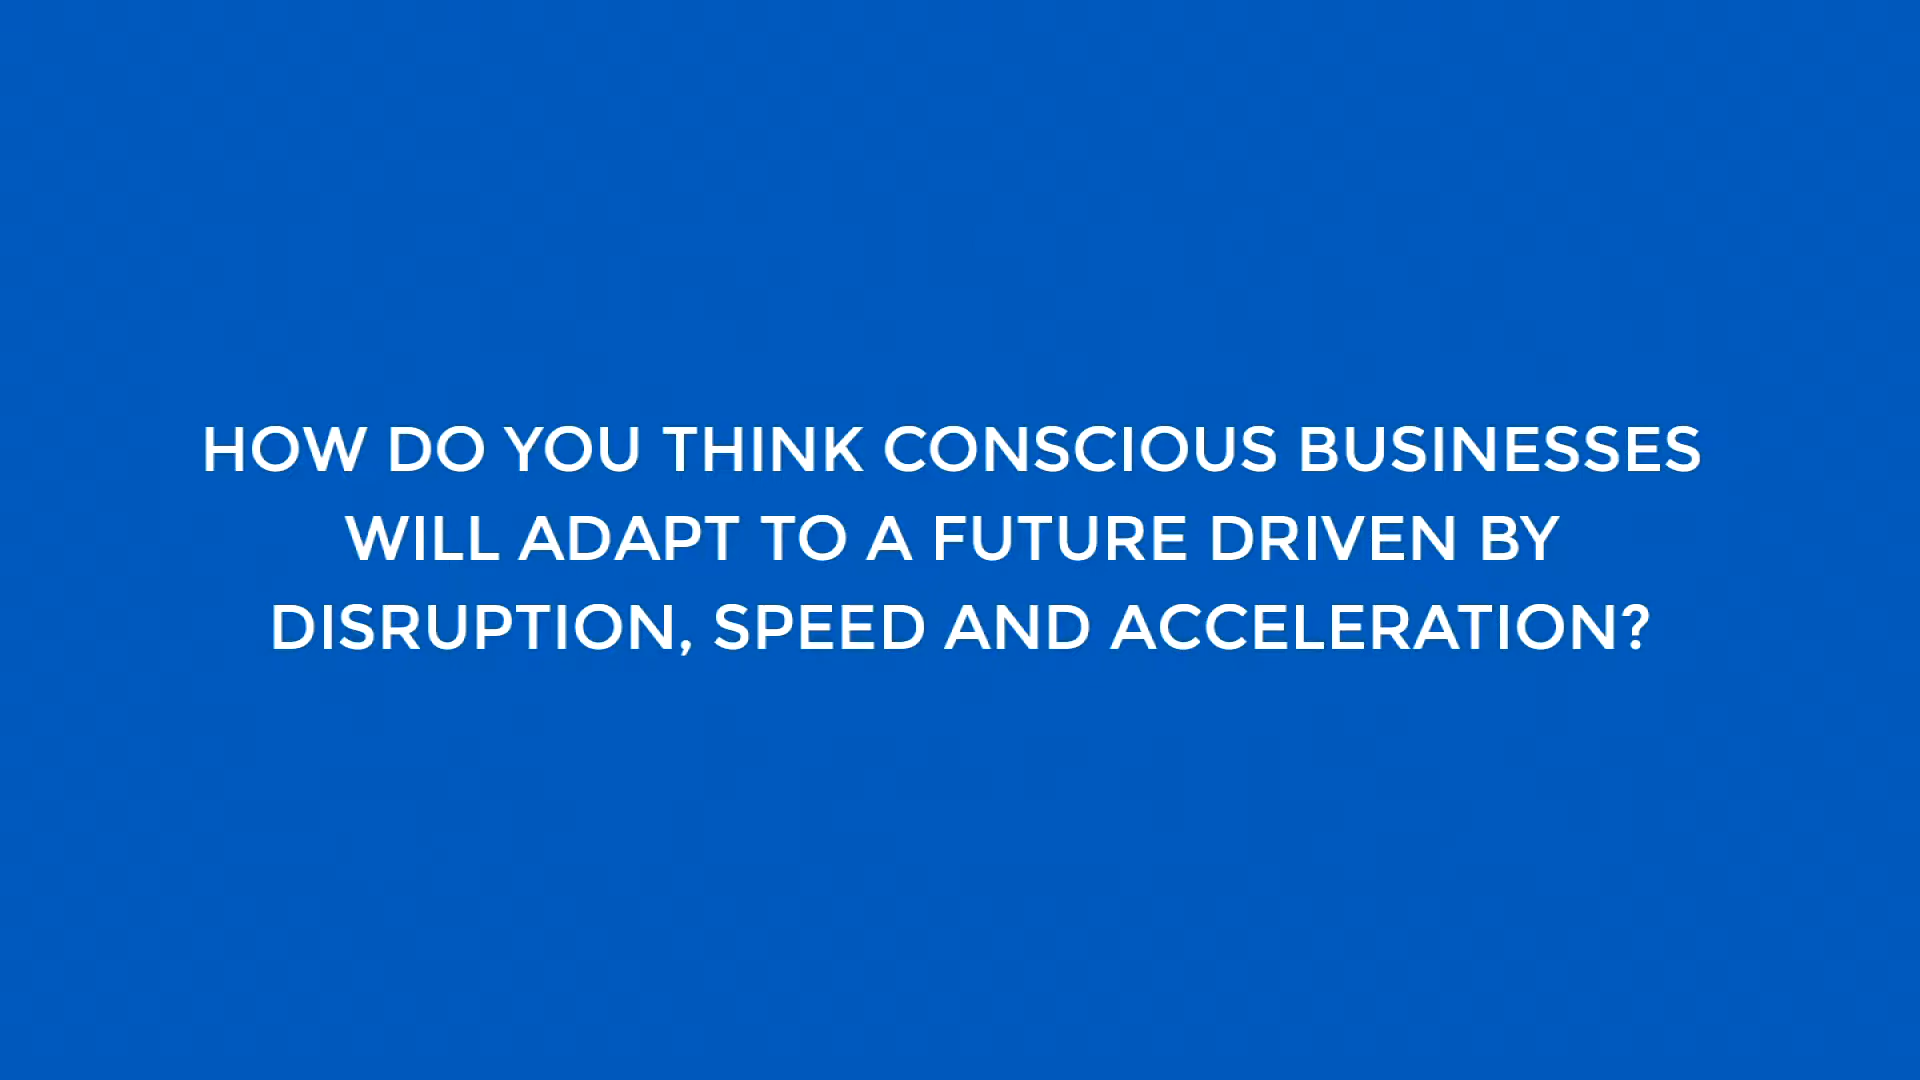 HOW DO YOU THINK CONSCIOUS BUSINESSES
WILL ADAPT TO A FUTURE DRIVEN BY
DISRUPTION, SPEED AND ACCELERATION?